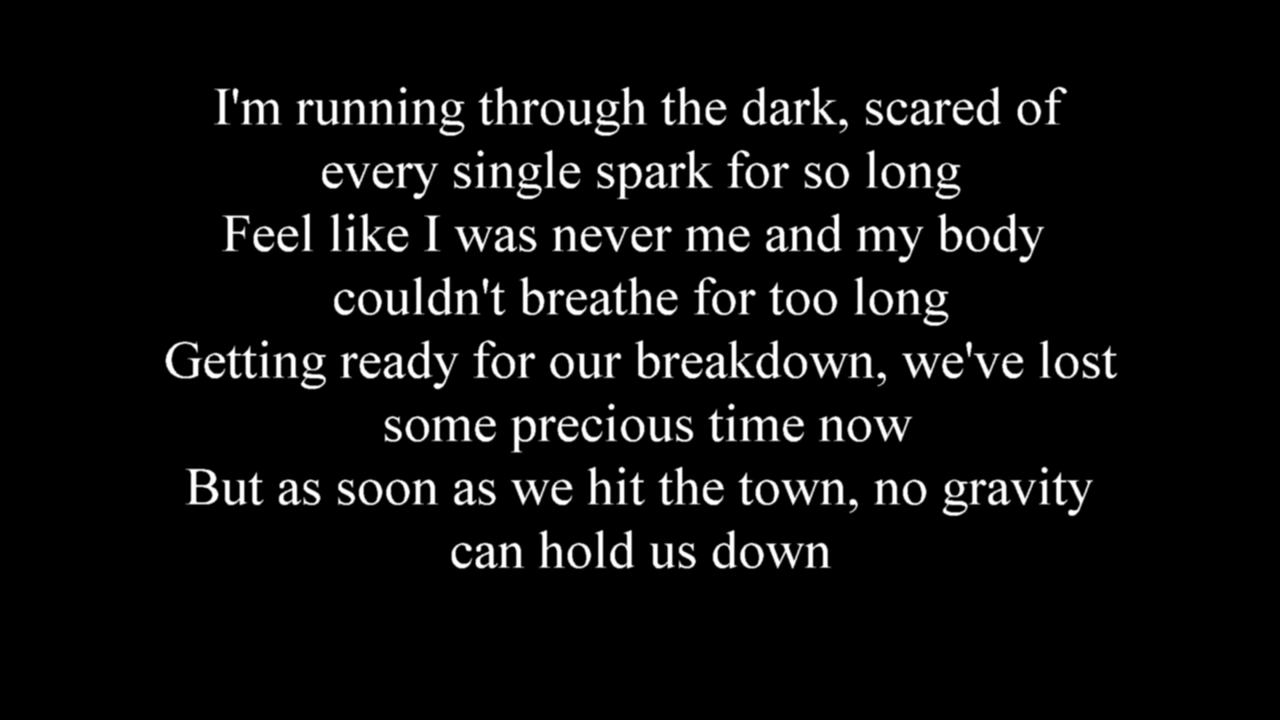 I'm running through the dark, scared of
every single spark for so long
Feel like I was never me and my body
couldn't breathe for too long
Getting ready for our breakdown, we've lost
some precious time now
But as soon as we hit the town, no gravity
can hold us down